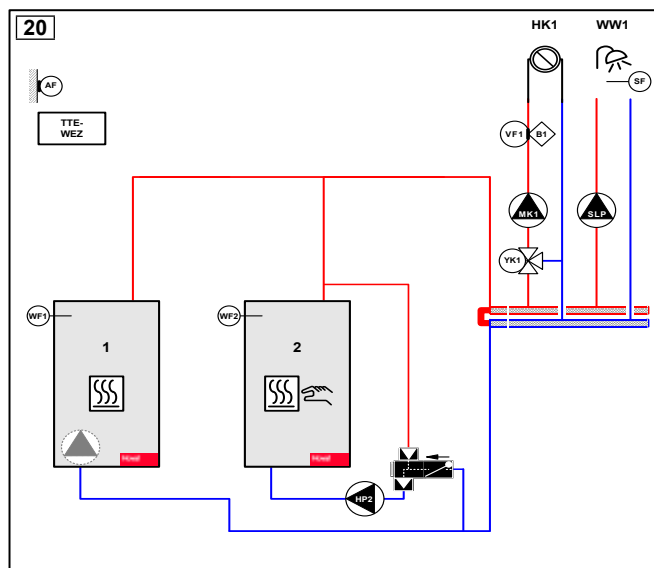 20
HK1 WW1
AF
SF
TTE-
WEZ
VF1 B1
MK1 SLP
YK1
WF1 WF2
1 2
HP2